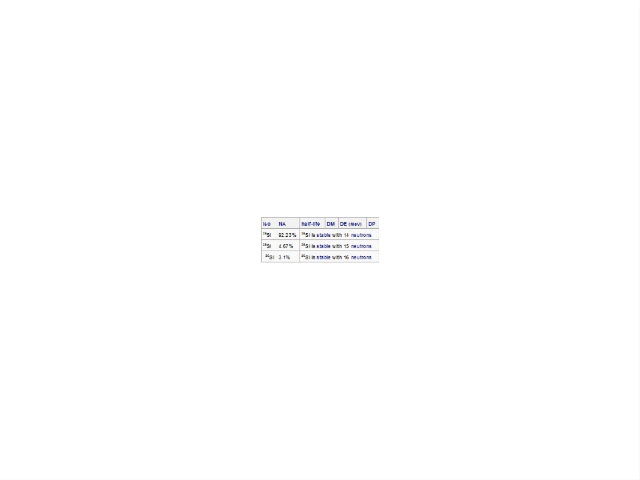 iso NA half-life DM DE (MeV) DP
²⁸Si 92.23% ²⁸Si is stable with 14 neutrons
²⁹Si 4.67% ²⁹Si is stable with 15 neutrons
³⁰Si 3.1% ³⁰Si is stable with 16 neutrons